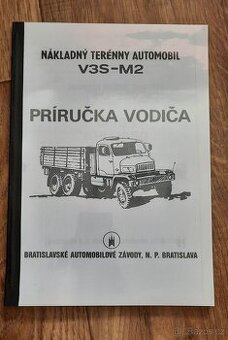 NÁKLADNÝ TERÉNNY AUTOMOBIL
V3S-M2
PRÍRUČKA VODIČA
BRATISLAVSKÉ AUTOMOBILOVÉ ZÁVODY, N. P. BRATISLAVA